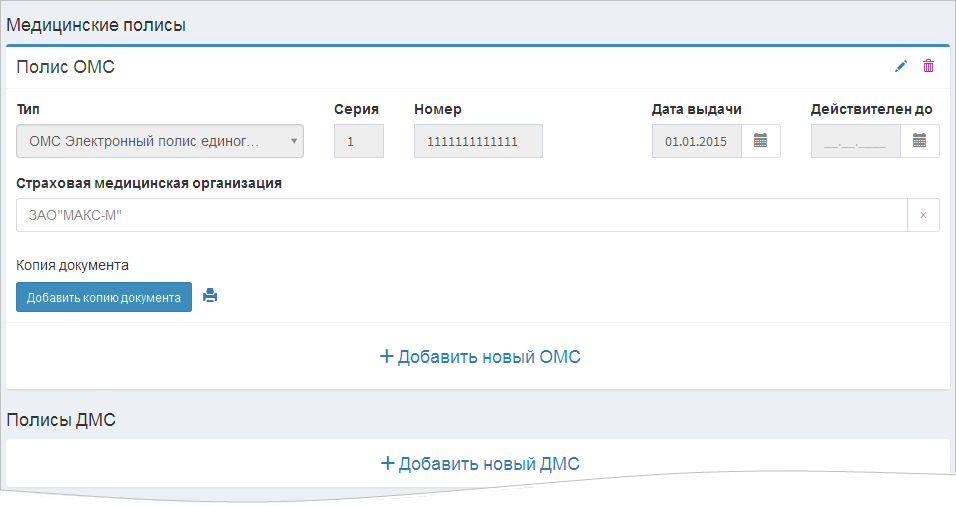 Медицинские полисы
Полис ОМС
Тип Серия Номер Дата выдачи Действителен до
ОМС Электронный полис единог... 1 1111111111111 01.01.2015 __.__.____
Страховая медицинская организация
ЗАО"МАКС-М" ×
Копия документа
Добавить копию документа
+ Добавить новый ОМС
Полисы ДМС
+ Добавить новый ДМС